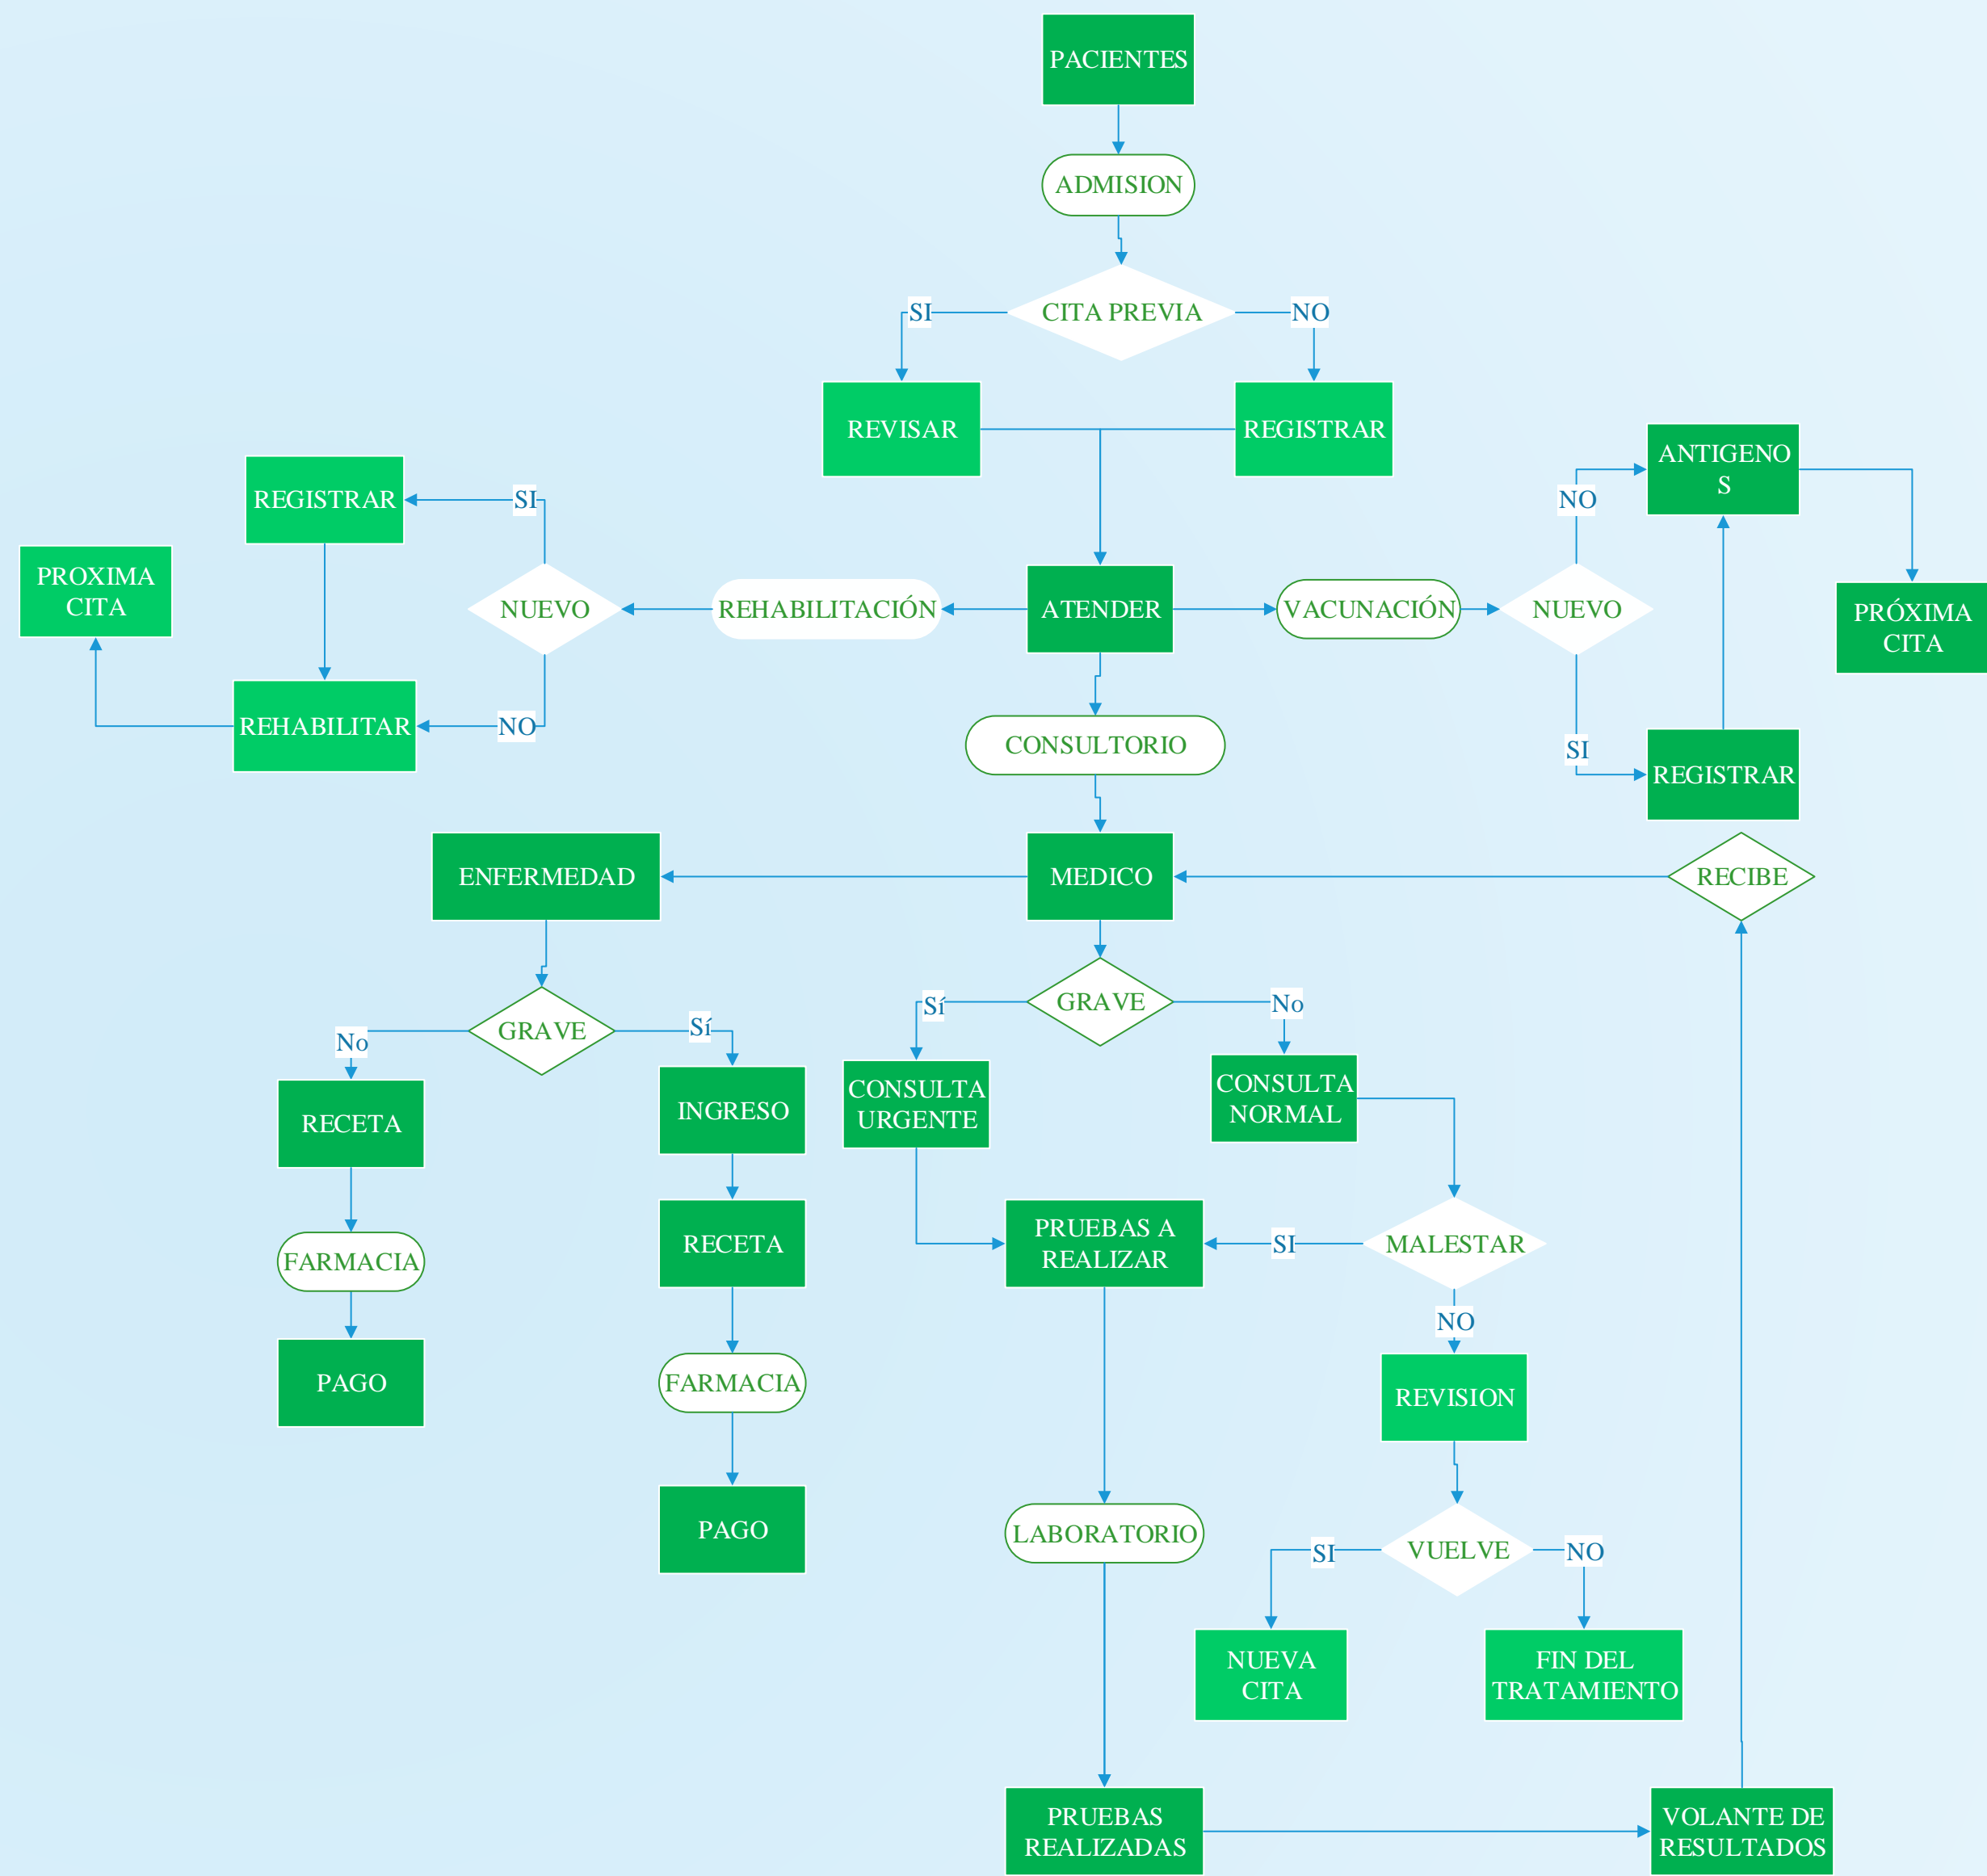 PACIENTES
ADMISION
CITA PREVIA
SI
NO
REVISAR
REGISTRAR
ANTIGENO
S
NO
REGISTRAR
SI
PROXIMA
CITA
NUEVO
REHABILITACIÓN
ATENDER
VACUNACIÓN
NUEVO
PRÓXIMA
CITA
REHABILITAR
NO
CONSULTORIO
SI
REGISTRAR
ENFERMEDAD
MEDICO
RECIBE
GRAVE
Sí
No
GRAVE
No
Sí
CONSULTA
URGENTE
CONSULTA
NORMAL
RECETA
INGRESO
FARMACIA
RECETA
PRUEBAS A
REALIZAR
SI
MALESTAR
NO
PAGO
FARMACIA
REVISION
PAGO
LABORATORIO
SI
VUELVE
NO
NUEVA
CITA
FIN DEL
TRATAMIENTO
PRUEBAS
REALIZADAS
VOLANTE DE
RESULTADOS